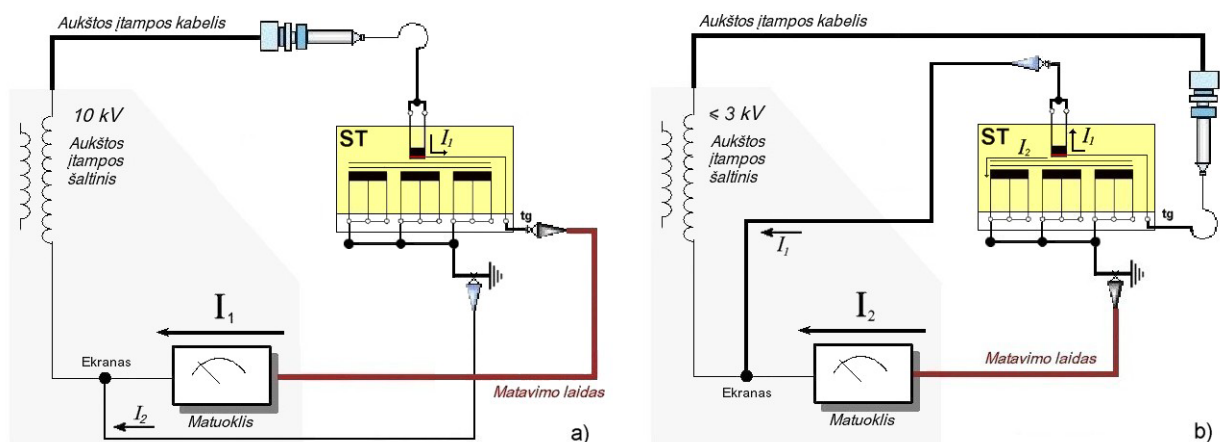 Aukštos įtampos kabelis
10 kV
Aukštos
įtampos
šaltinis
ST
I1
tg
I1
Ekranas
Matavimo laidas
I2
Matuoklis
a)
Aukštos įtampos kabelis
≤ 3 kV
Aukštos
įtampos
šaltinis
ST
I2
I1
tg
I1
I2
Matavimo laidas
Ekranas
Matuoklis
b)